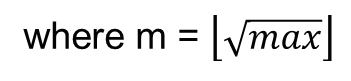 where m = ⌊√max⌋